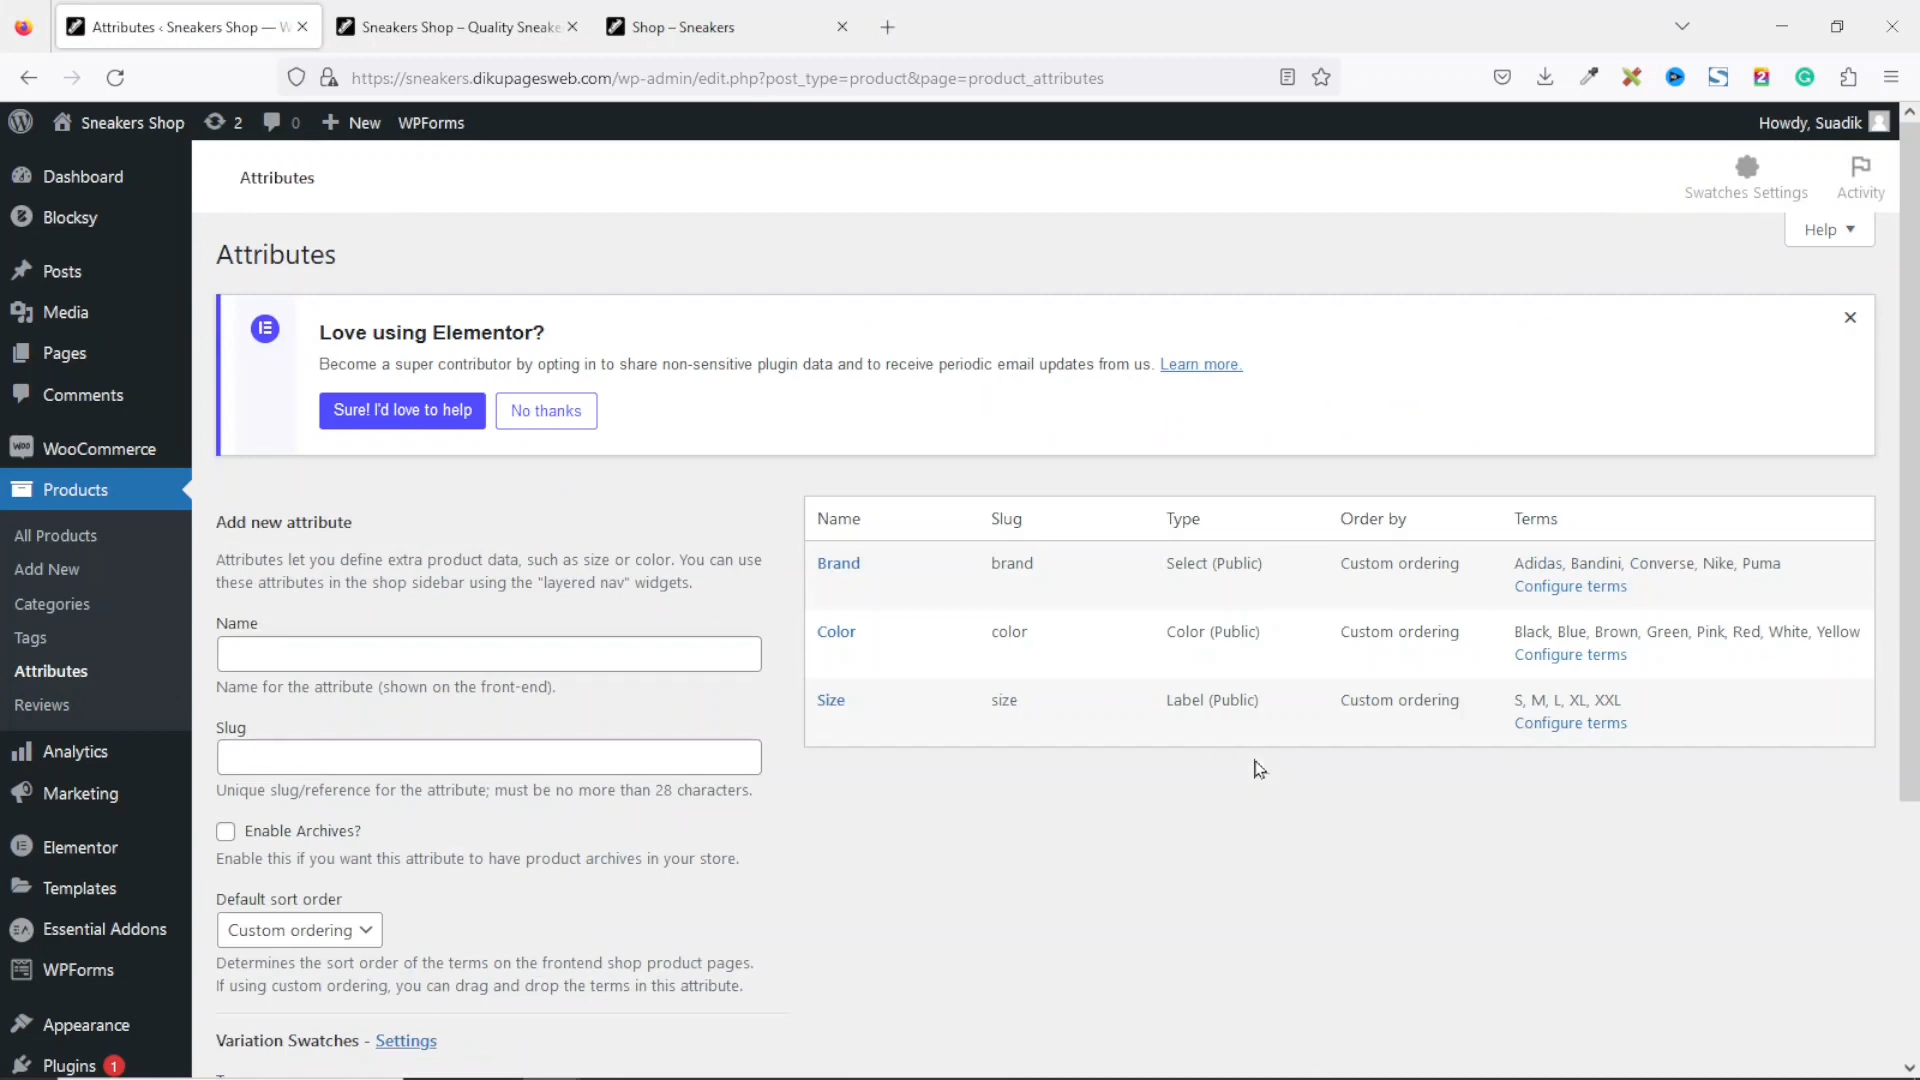 Attributes ‹ Sneakers Shop — W
Sneakers Shop – Quality Sneake
Shop – Sneakers
https://sneakers.dikupagesweb.com/wp-admin/edit.php?post_type=product&page=product_attributes
Sneakers Shop
2
0
New
WPForms
Howdy, Suadik
Dashboard
Blocksy
Posts
Media
Pages
Comments
WooCommerce
Products
All Products
Add New
Categories
Tags
Attributes
Reviews
Analytics
Marketing
Elementor
Templates
Essential Addons
WPForms
Appearance
Plugins 1
Attributes
Swatches Settings
Activity
Help
Attributes
Love using Elementor?
Become a super contributor by opting in to share non-sensitive plugin data and to receive periodic email updates from us. Learn more.
Sure! I'd love to help
No thanks
Add new attribute
Attributes let you define extra product data, such as size or color. You can use
these attributes in the shop sidebar using the "layered nav" widgets.
Name
Name for the attribute (shown on the front-end).
Slug
Unique slug/reference for the attribute; must be no more than 28 characters.
Enable Archives?
Enable this if you want this attribute to have product archives in your store.
Default sort order
Custom ordering
Determines the sort order of the terms on the frontend shop product pages.
If using custom ordering, you can drag and drop the terms in this attribute.
Variation Swatches - Settings
Name Slug Type Order by Terms
Brand brand Select (Public) Custom ordering Adidas, Bandini, Converse, Nike, Puma
Configure terms
Color color Color (Public) Custom ordering Black, Blue, Brown, Green, Pink, Red, White, Yellow
Configure terms
Size size Label (Public) Custom ordering S, M, L, XL, XXL
Configure terms